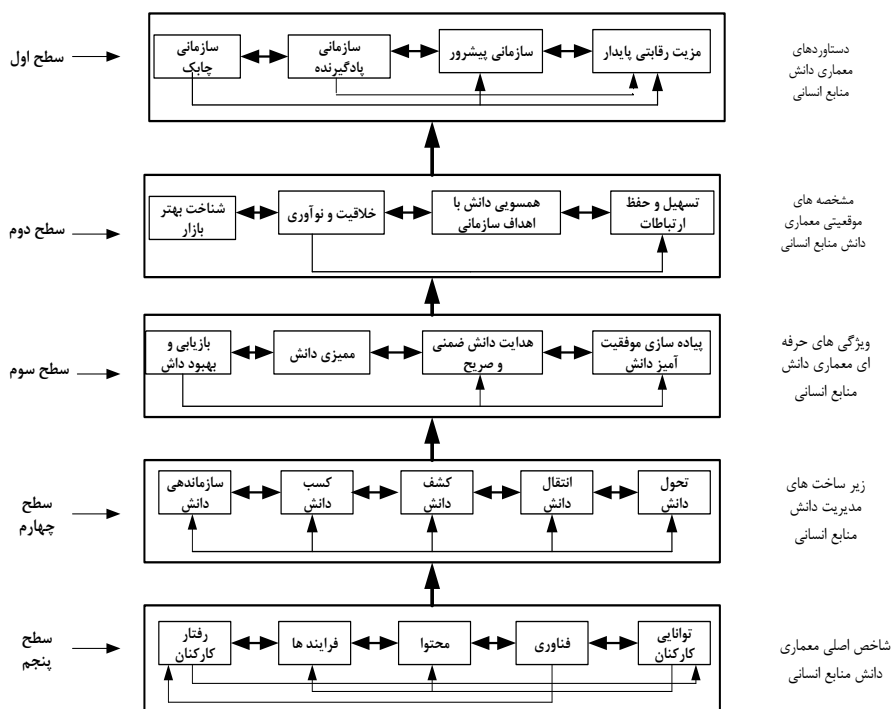 دستاوردهای
معماری دانش
منابع انسانی
مزیت رقابتی پایدار
سازمانی پیشرور
سازمانی
پادگیرنده
سازمانی
چابک
سطح اول
مشخصه های
موقعیتی معماری
دانش منابع انسانی
تسهیل و حفظ
ارتباطات
همسویی دانش با
اهداف سازمانی
خلاقیت و نوآوری
شناخت بهتر
بازار
سطح دوم
ویژگی های حرفه
ای معماری دانش
منابع انسانی
پیاده سازی موفقیت
آمیز دانش
هدایت دانش ضمنی
و صریح
ممیزی دانش
بازیابی و
بهبود داش
سطح سوم
زیر ساخت های
مدیریت دانش
منابع انسانی
تحول
دانش
انتقال
دانش
کشف
دانش
کسب
دانش
سازماندهی
دانش
سطح
چهارم
شاخص اصلی معماری
دانش منابع انسانی
توانایی
کارکنان
فناوری
محتوا
فرایند ها
رفتار
کارکنان
سطح
پنجم